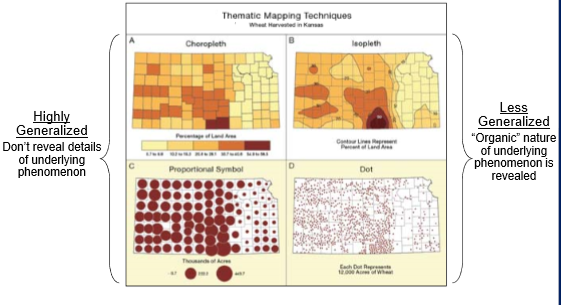 Thematic Mapping Techniques
Wheat Harvested in Kansas
A
Choropleth
B
Isopleth
Highly
Generalized
Don't reveal details
of underlying
phenomenon
Less
Generalized
"Organic" nature
of underlying
phenomenon is
revealed
Percentage of Land Area
Contour Lines Represent
Percent of Land Area
C
Proportional Symbol
D
Dot
Thousands of Acres
Each Dot Represents
10,000 Acres of Wheat